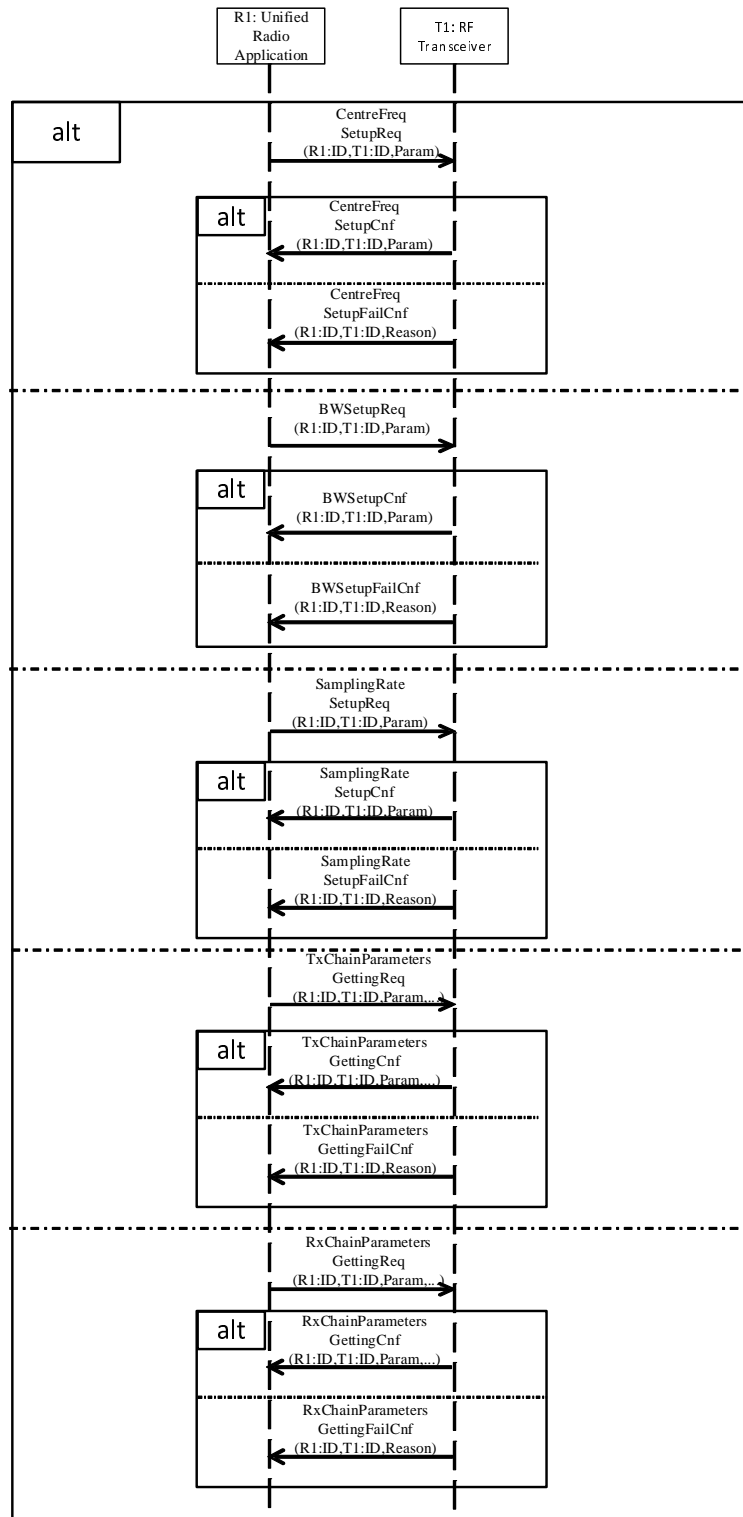 R1: Unified
Radio
Application
T1: RF
Transceiver
alt
CentreFreq
SetupReq
(R1:ID,T1:ID,Param)
alt
CentreFreq
SetupCnf
(R1:ID,T1:ID,Param)
CentreFreq
SetupFailCnf
(R1:ID,T1:ID,Reason)
BWSetupReq
(R1:ID,T1:ID,Param)
alt
BWSetupCnf
(R1:ID,T1:ID,Param)
BWSetupFailCnf
(R1:ID,T1:ID,Reason)
SamplingRate
SetupReq
(R1:ID,T1:ID,Param)
alt
SamplingRate
SetupCnf
(R1:ID,T1:ID,Param)
SamplingRate
SetupFailCnf
(R1:ID,T1:ID,Reason)
TxChainParameters
GettingReq
(R1:ID,T1:ID,Param,...)
alt
TxChainParameters
GettingCnf
(R1:ID,T1:ID,Param,...)
TxChainParameters
GettingFailCnf
(R1:ID,T1:ID,Reason)
RxChainParameters
GettingReq
(R1:ID,T1:ID,Param,...)
alt
RxChainParameters
GettingCnf
(R1:ID,T1:ID,Param,...)
RxChainParameters
GettingFailCnf
(R1:ID,T1:ID,Reason)